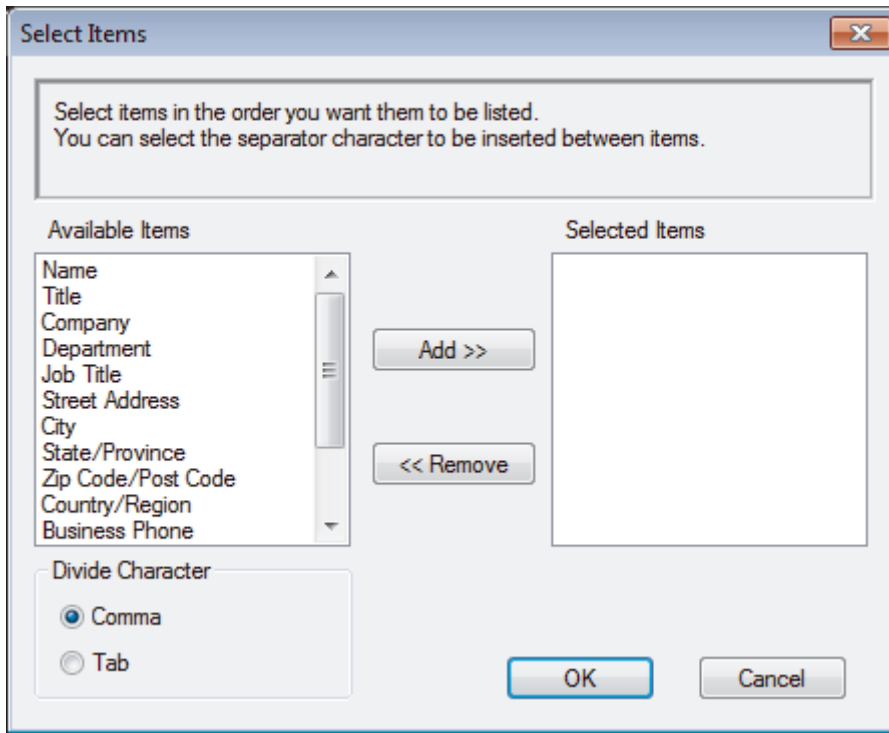 Select Items
Select items in the order you want them to be listed.
You can select the separator character to be inserted between items.
Available Items
Selected Items
Name
Title
Company
Department
Job Title
Street Address
City
State/Province
Zip Code/Post Code
Country/Region
Business Phone
Add >>
<< Remove
Divide Character
Comma
Tab
OK
Cancel